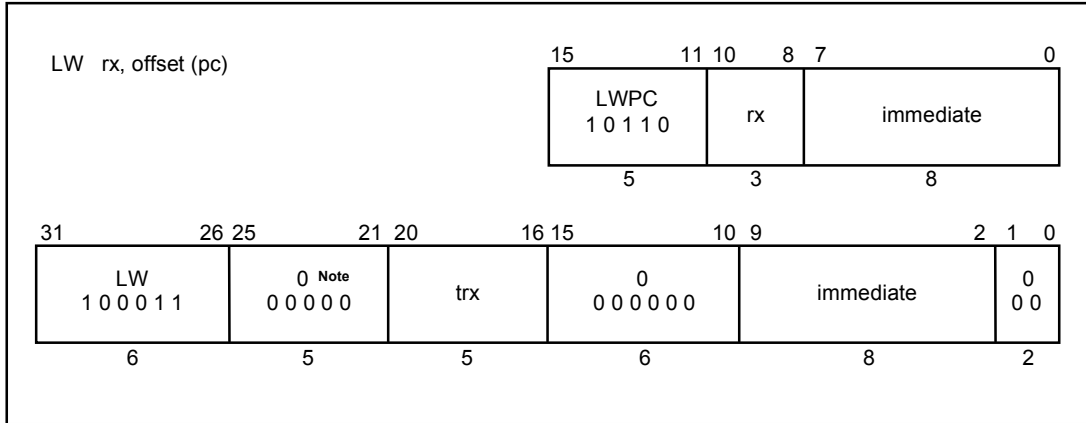 LW rx, offset (pc)
15 11 10 8 7 0
LWPC rx immediate
1 0 1 1 0
5 3 8
31 26 25 21 20 16 15 10 9 2 1 0
LW 0 Note trx 0 immediate 0
1 0 0 0 1 1 0 0 0 0 0 0 0 0 0 0 0 0 0
6 5 5 6 8 2